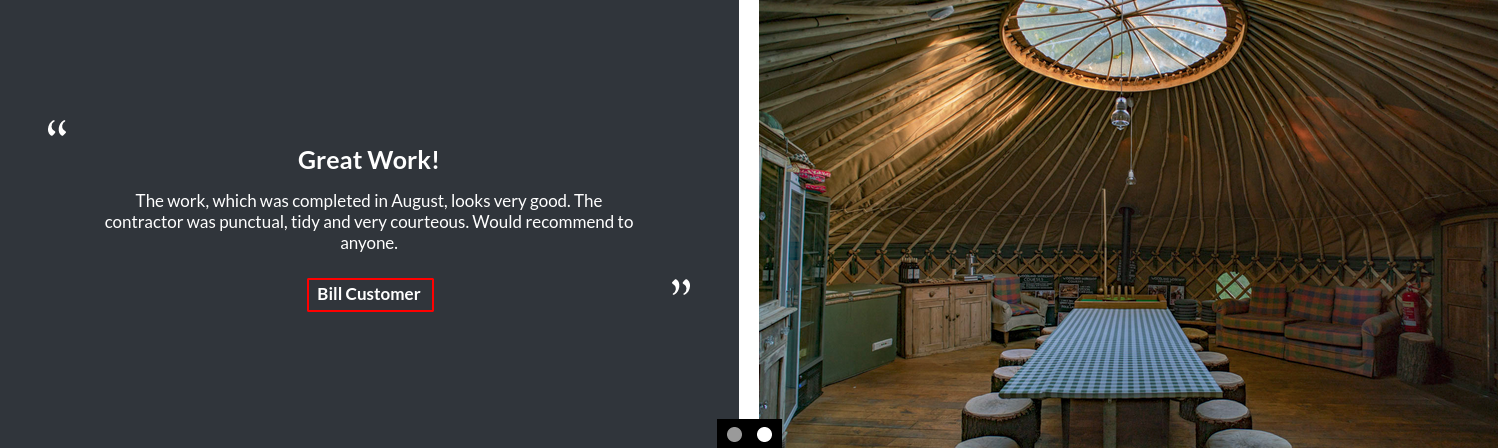 “
Great Work!
The work, which was completed in August, looks very good. The
contractor was punctual, tidy and very courteous. Would recommend to
anyone.
Bill Customer
”